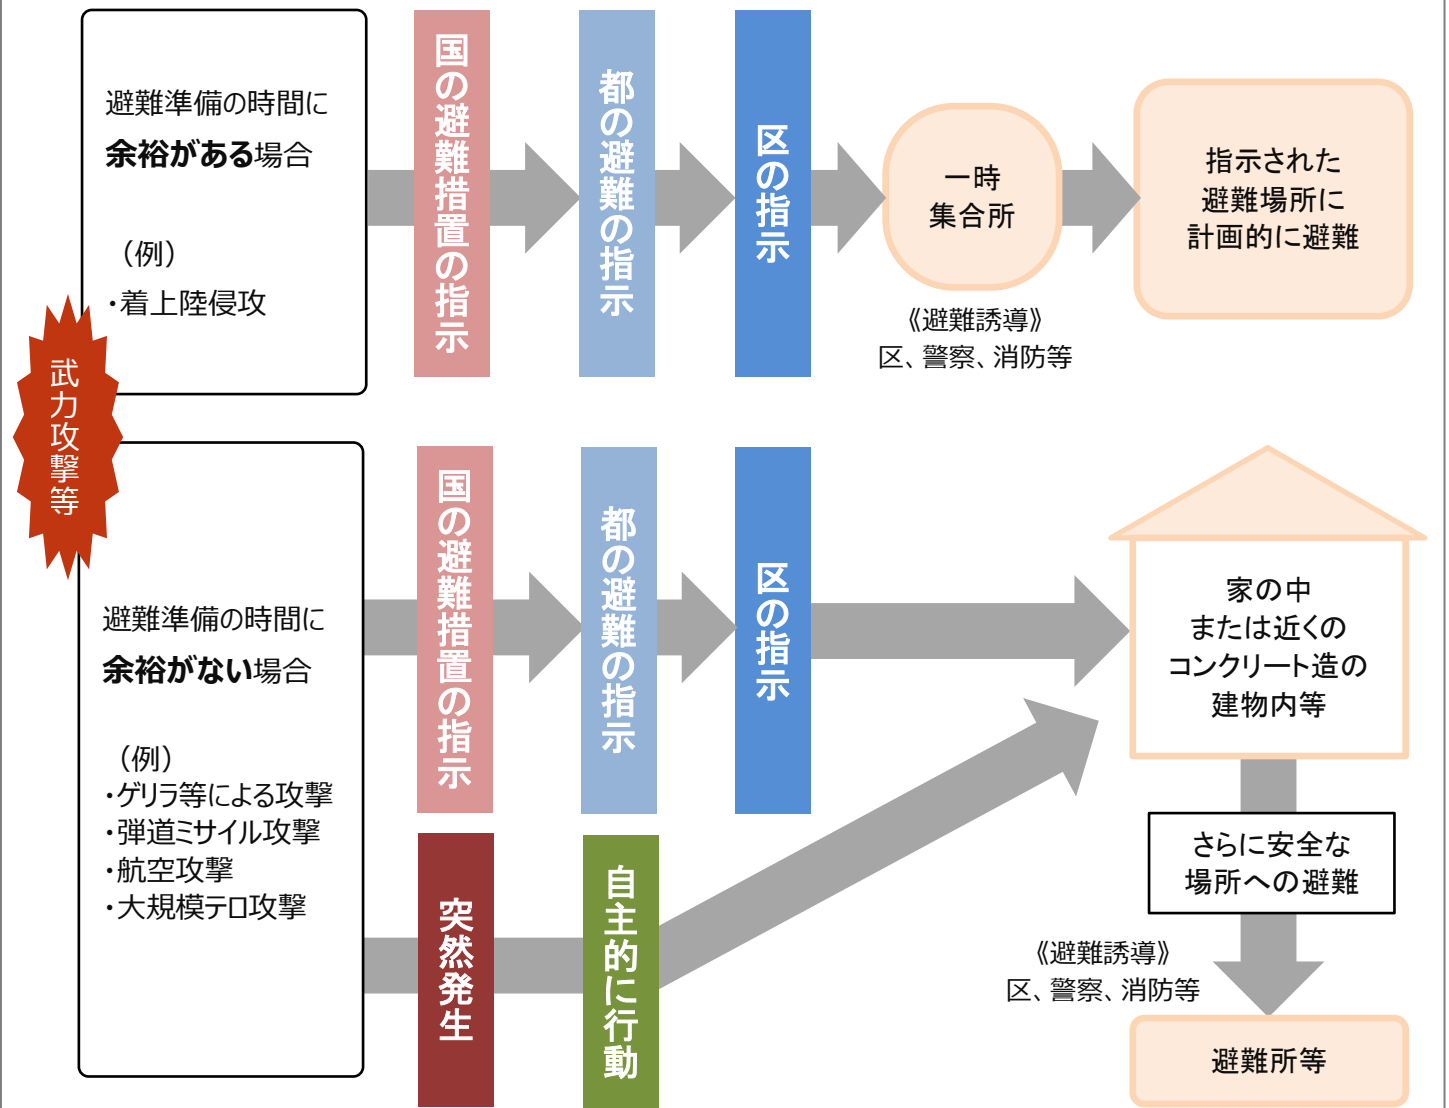 武力攻撃等
避難準備の時間に
余裕がある場合
（例）
・着上陸侵攻
国の避難措置の指示
都の避難の指示
区の指示
一時
集合所
《避難誘導》
区、警察、消防等
指示された
避難場所に
計画的に避難
避難準備の時間に
余裕がない場合
（例）
・ゲリラ等による攻撃
・弾道ミサイル攻撃
・航空攻撃
・大規模テロ攻撃
国の避難措置の指示
都の避難の指示
区の指示
突然発生
自主的に行動
家の中
または近くの
コンクリート造の
建物内等
さらに安全な
場所への避難
《避難誘導》
区、警察、消防等
避難所等